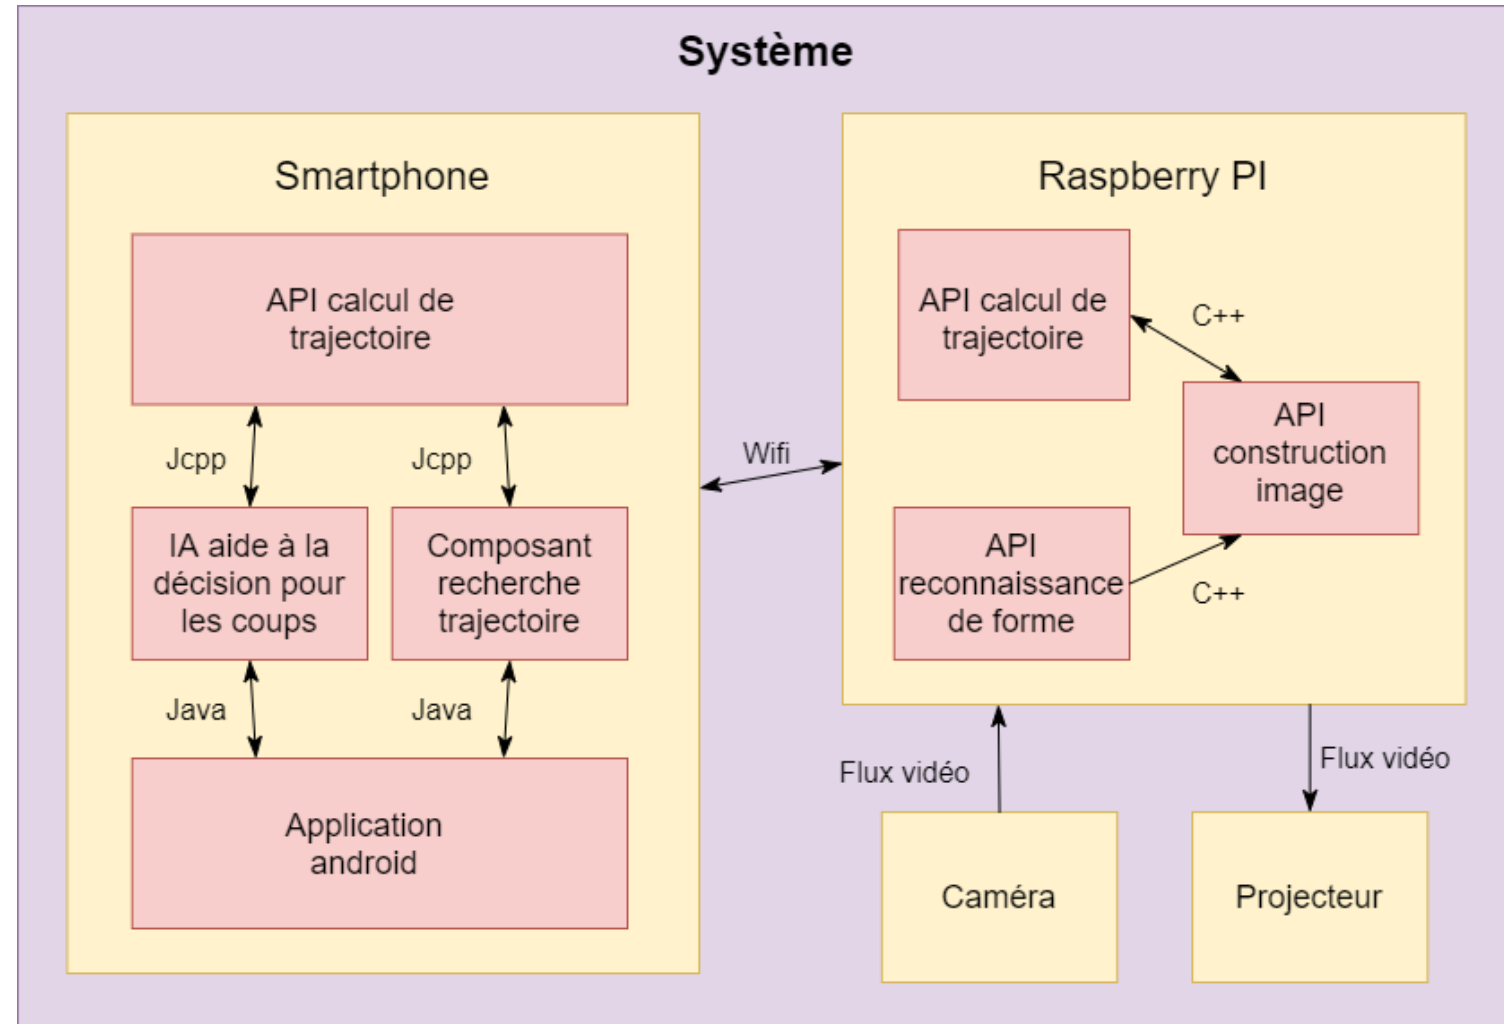 Système
Smartphone
API calcul de
trajectoire
Jcpp
Jcpp
IA aide à la
décision pour
les coups
Composant
recherche
trajectoire
Java
Java
Application
android
Wifi
Raspberry PI
API calcul de
trajectoire
C++
API
construction
image
API
reconnaissance
de forme
C++
Flux vidéo
Flux vidéo
Caméra
Projecteur